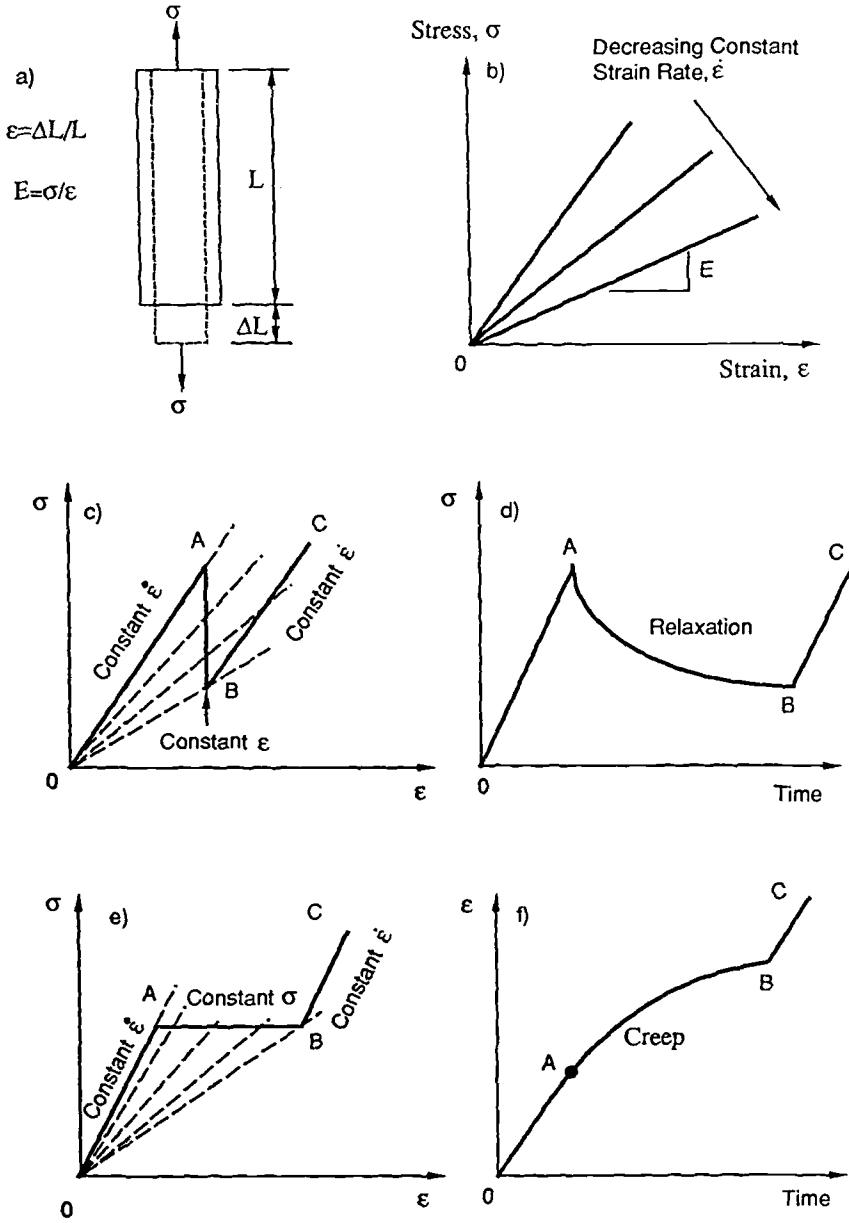 σ
a)
ε=ΔL/L
E=σ/ε
L
ΔL
σ
Stress, σ
b)
Decreasing Constant
Strain Rate, ε̇
E
0
Strain, ε
σ
c)
A
C
Constant ε̇
Constant ε̇
B
Constant ε
0
ε
σ
d)
A
C
Relaxation
B
0
Time
σ
e)
C
A
Constant σ
Constant ε̇
Constant ε̇
B
0
ε
ε
f)
C
B
A
Creep
0
Time